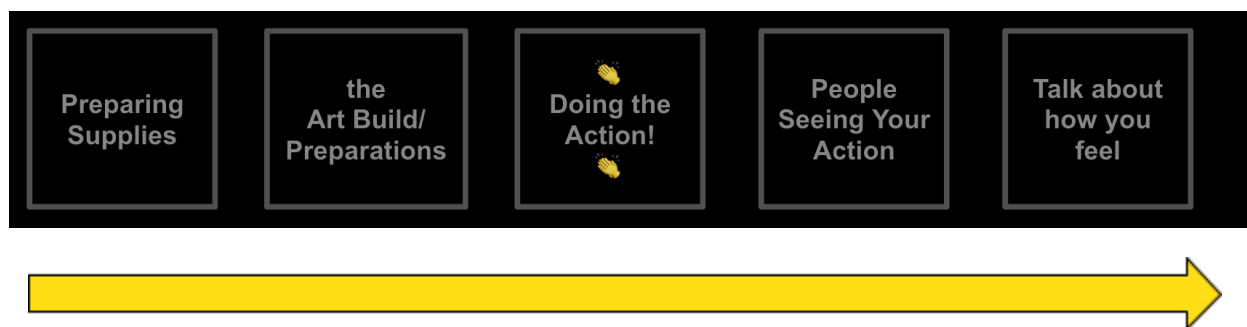 Preparing
Supplies
the
Art Build/
Preparations
👏
Doing the
Action!
👏
People
Seeing Your
Action
Talk about
how you
feel